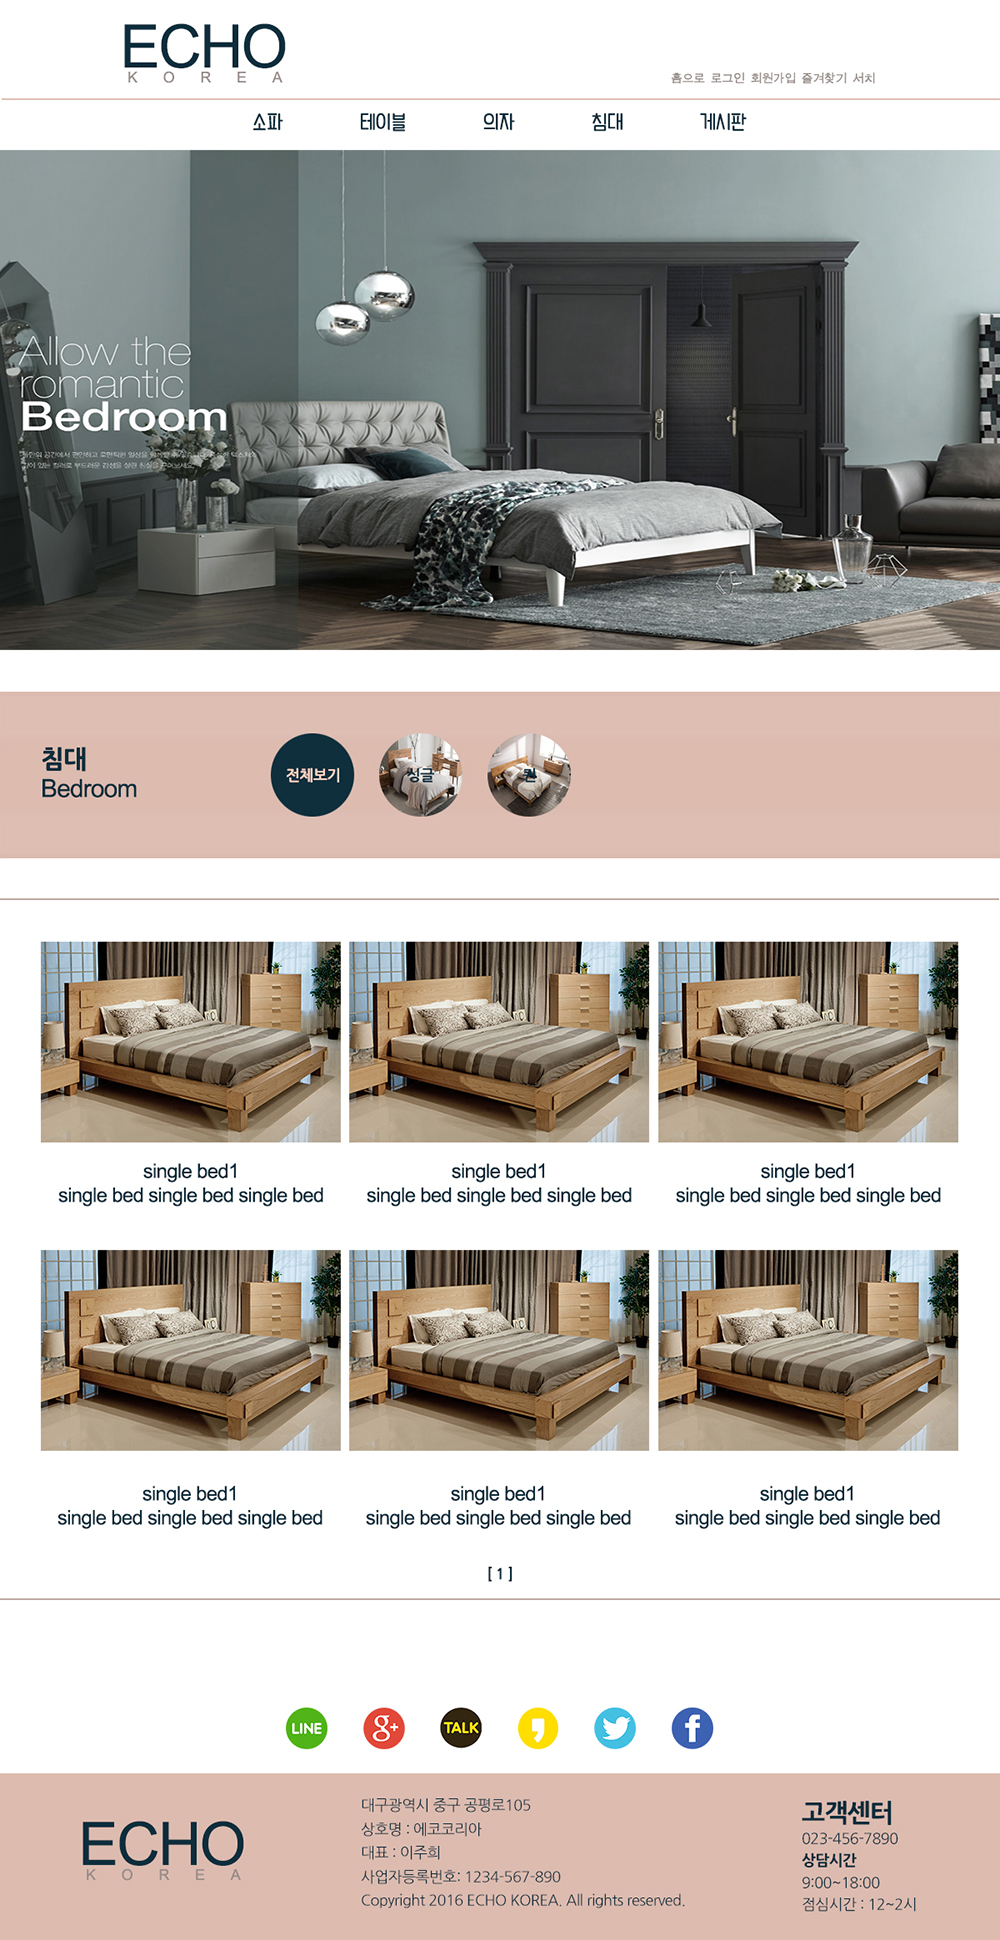 ECHO
KOREA
홈으로 로그인 회원가입 즐겨찾기 서치
소파 테이블 의자 침대 게시판
Allow the
romantic
Bedroom
침대
Bedroom
전체보기
싱글
퀸
single bed1
single bed single bed single bed
single bed1
single bed single bed single bed
single bed1
single bed single bed single bed
single bed1
single bed single bed single bed
single bed1
single bed single bed single bed
single bed1
single bed single bed single bed
[ 1 ]
LINE
g+
TALK
f
ECHO
KOREA
대구광역시 중구 공평로105
상호명 : 에코코리아
대표 : 이주희
사업자등록번호: 1234-567-890
Copyright 2016 ECHO KOREA. All rights reserved.
고객센터
023-456-7890
상담시간
9:00~18:00
점심시간 : 12~2시